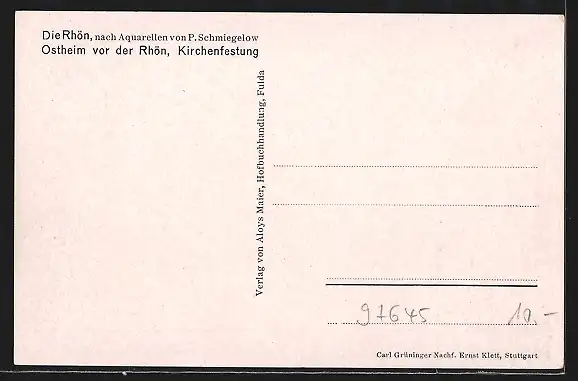 Die Rhön, nach Aquarellen von P. Schmiegelow
Ostheim vor der Rhön, Kirchenfestung
Verlag von Aloys Maier, Hofbuchhandlung, Fulda
97645 10.-
Carl Grüninger Nachf. Ernst Klett, Stuttgart